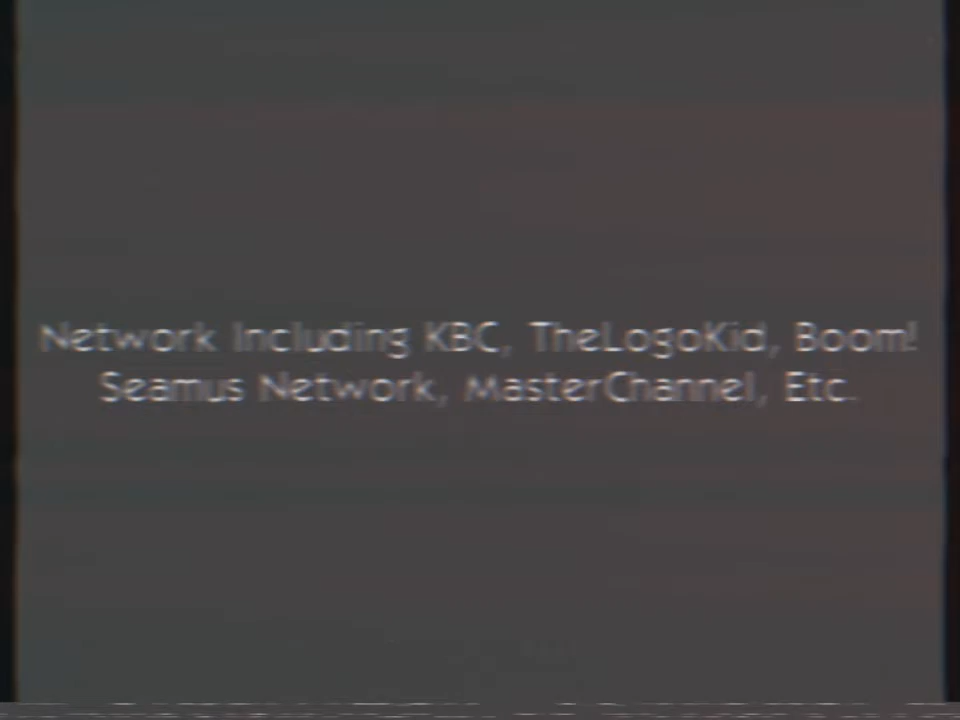 Network Including KBC, TheLogoKid, Boom!
Seamus Network, MasterChannel, Etc.